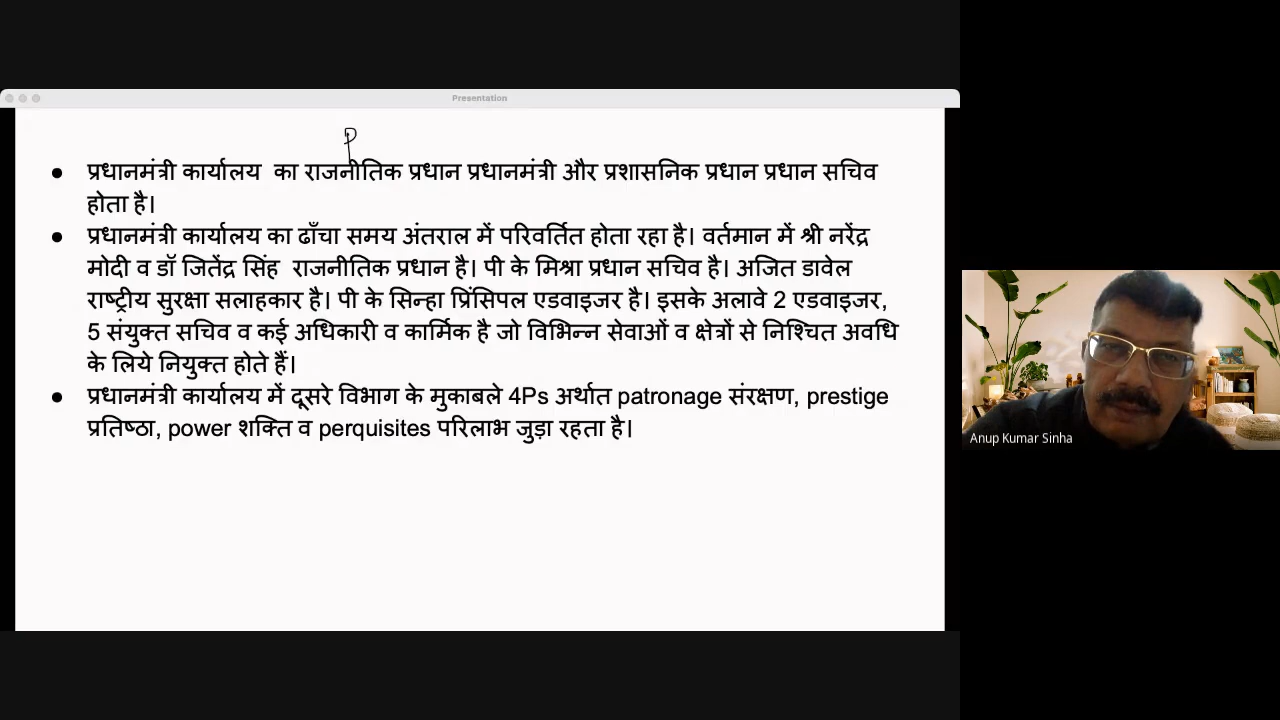 Presentation
P
● प्रधानमंत्री कार्यालय का राजनीतिक प्रधान प्रधानमंत्री और प्रशासनिक प्रधान प्रधान सचिव
होता है।
● प्रधानमंत्री कार्यालय का ढाँचा समय अंतराल में परिवर्तित होता रहा है। वर्तमान में श्री नरेंद्र
मोदी व डॉ जितेंद्र सिंह राजनीतिक प्रधान है। पी के मिश्रा प्रधान सचिव है। अजित डावेल
राष्ट्रीय सुरक्षा सलाहकार है। पी के सिन्हा प्रिंसिपल एडवाइजर है। इसके अलावे 2 एडवाइजर,
5 संयुक्त सचिव व कई अधिकारी व कार्मिक है जो विभिन्न सेवाओं व क्षेत्रों से निश्चित अवधि
के लिये नियुक्त होते हैं।
● प्रधानमंत्री कार्यालय में दूसरे विभाग के मुकाबले 4Ps अर्थात patronage संरक्षण, prestige
प्रतिष्ठा, power शक्ति व perquisites परिलाभ जुड़ा रहता है।
Anup Kumar Sinha